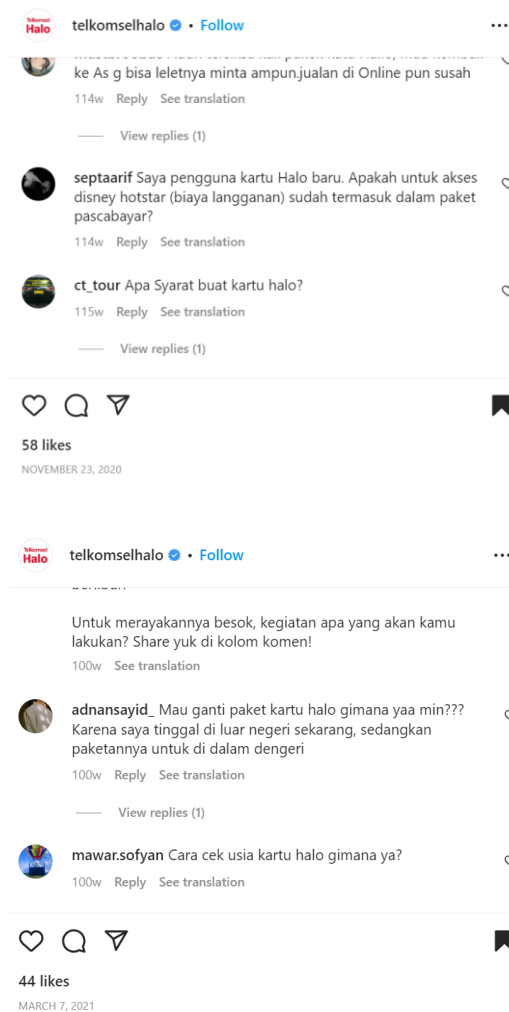 Telkomsel
Halo
telkomselhalo • Follow
ke As g bisa leletnya minta ampun.jualan di Online pun susah
114w Reply See translation
View replies (1)
septaarif Saya pengguna kartu Halo baru. Apakah untuk akses
disney hotstar (biaya langganan) sudah termasuk dalam paket
pascabayar?
114w Reply See translation
ct_tour Apa Syarat buat kartu halo?
115w Reply See translation
View replies (1)
58 likes
NOVEMBER 23, 2020
Telkomsel
Halo
telkomselhalo • Follow
Untuk merayakannya besok, kegiatan apa yang akan kamu
lakukan? Share yuk di kolom komen!
100w See translation
adnansayid_ Mau ganti paket kartu halo gimana yaa min???
Karena saya tinggal di luar negeri sekarang, sedangkan
paketannya untuk di dalam dengeri
100w Reply See translation
View replies (1)
mawar.sofyan Cara cek usia kartu halo gimana ya?
100w Reply See translation
44 likes
MARCH 7, 2021